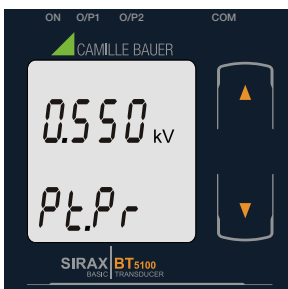 ON O/P1 O/P2 COM
CAMILLE BAUER
0.550 kV
Pt.Pr
SIRAX BT5100
BASIC TRANSDUCER